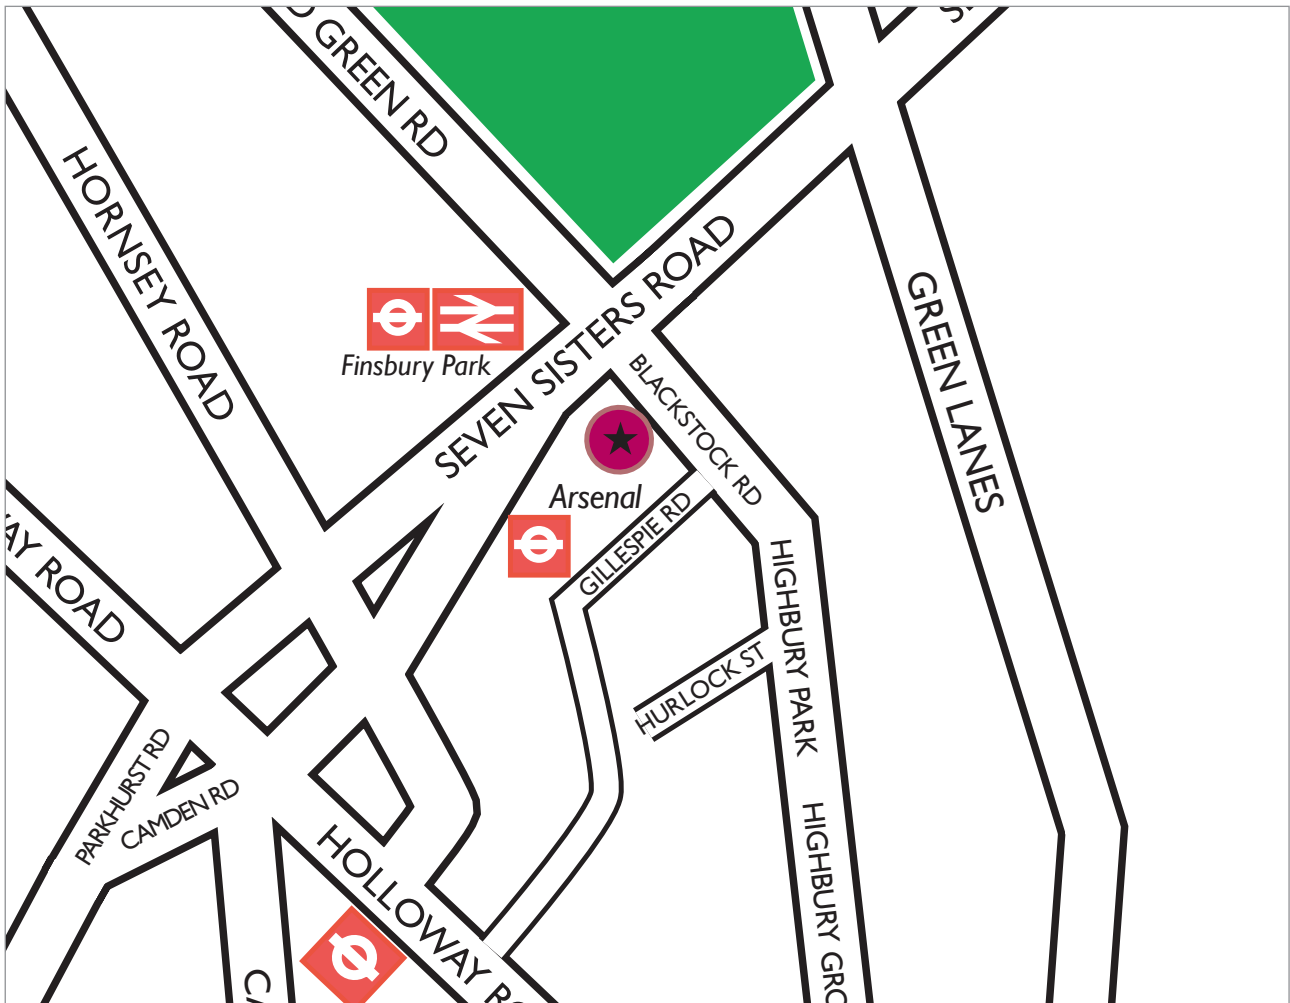 GREEN RD
HORNSEY ROAD
SEVEN SISTERS ROAD
GREEN LANES
Finsbury Park
BLACKSTOCK RD
Arsenal
GILLESPIE RD
ROAD
HIGHBURY PARK
HURLOCK ST
PARKHURST RD
CAMDEN RD
HOLLOWAY
HIGHBURY